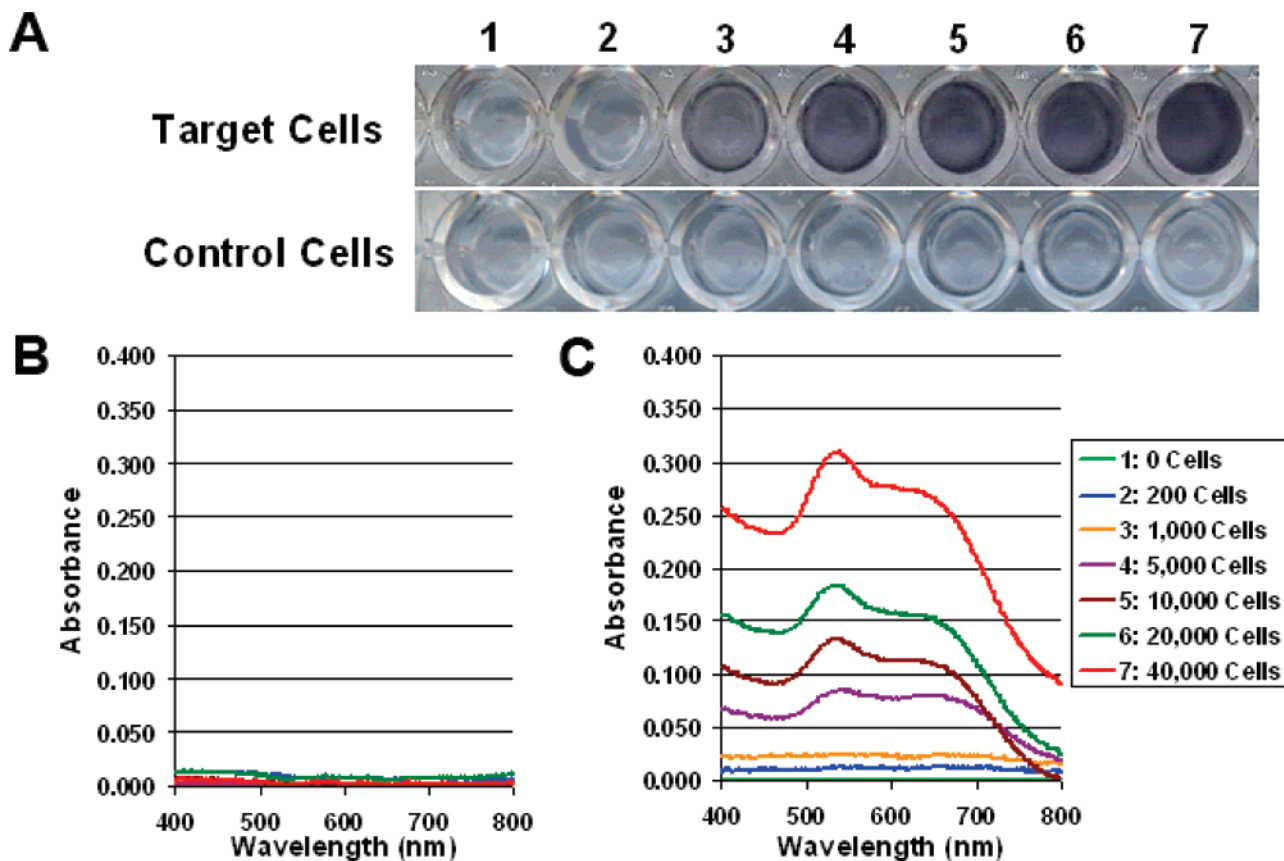 A
1 2 3 4 5 6 7
Target Cells
Control Cells
B
0.400
0.350
0.300
0.250
0.200
0.150
0.100
0.050
0.000
Absorbance
400 500 600 700 800
Wavelength (nm)
C
0.400
0.350
0.300
0.250
0.200
0.150
0.100
0.050
0.000
Absorbance
400 500 600 700 800
Wavelength (nm)
1: 0 Cells
2: 200 Cells
3: 1,000 Cells
4: 5,000 Cells
5: 10,000 Cells
6: 20,000 Cells
7: 40,000 Cells